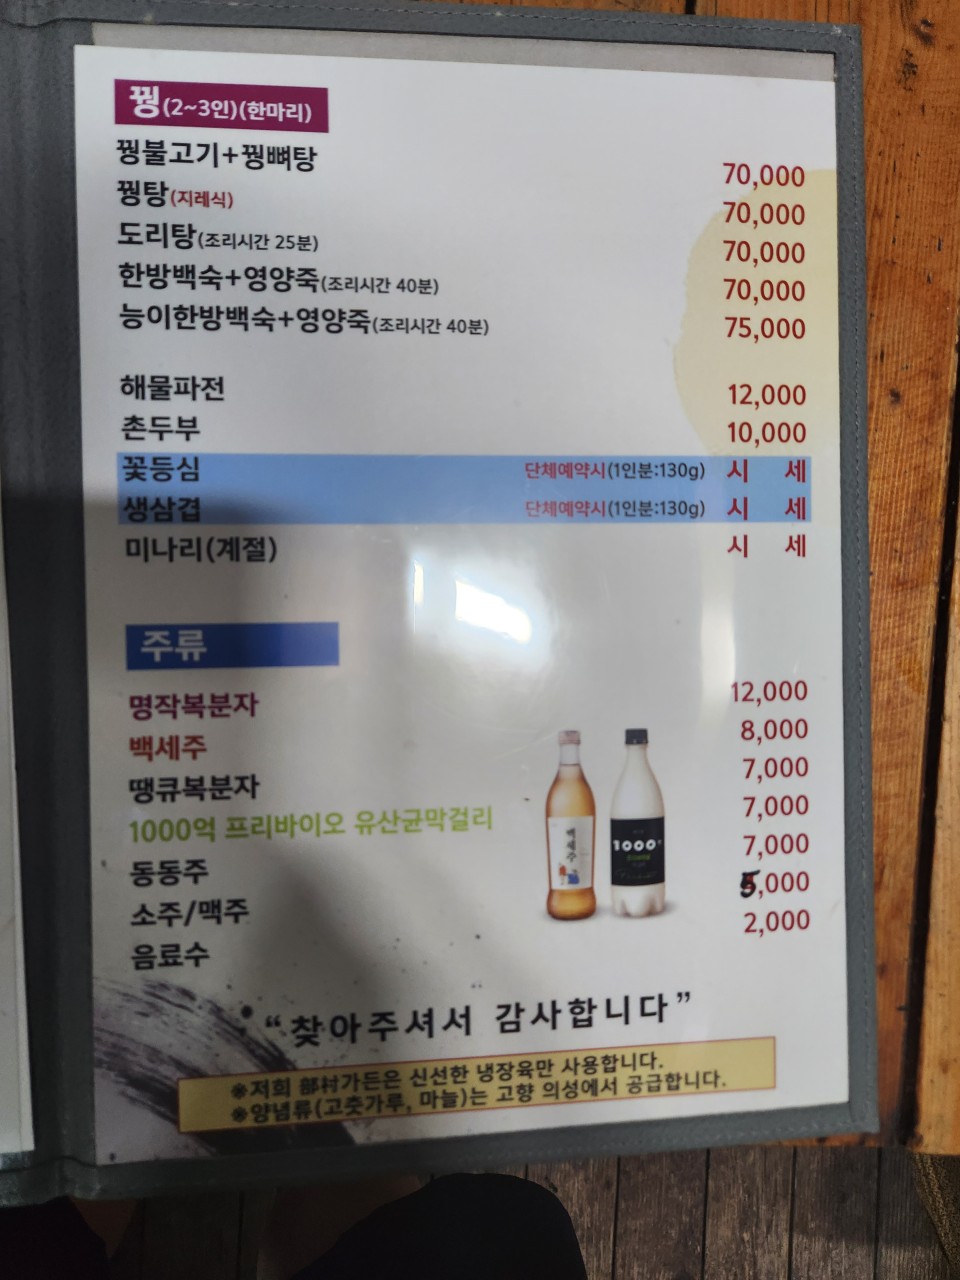 꿩(2~3인)(한마리)
꿩불고기+꿩뼈탕 70,000
꿩탕(지레식) 70,000
도리탕(조리시간 25분) 70,000
한방백숙+영양죽(조리시간 40분) 70,000
능이한방백숙+영양죽(조리시간 40분) 75,000
해물파전 12,000
촌두부 10,000
꽃등심 단체예약시(1인분:130g) 시 세
생삼겹 단체예약시(1인분:130g) 시 세
미나리(계절) 시 세
주류
명작복분자 12,000
백세주 8,000
땡큐복분자 7,000
1000억 프리바이오 유산균막걸리 7,000
동동주 7,000
소주/맥주 5,000
음료수 2,000
백세주
1000
“찾아주셔서 감사합니다”
※저희 部村가든은 신선한 냉장육만 사용합니다.
※양념류(고춧가루, 마늘)는 고향 의성에서 공급합니다.